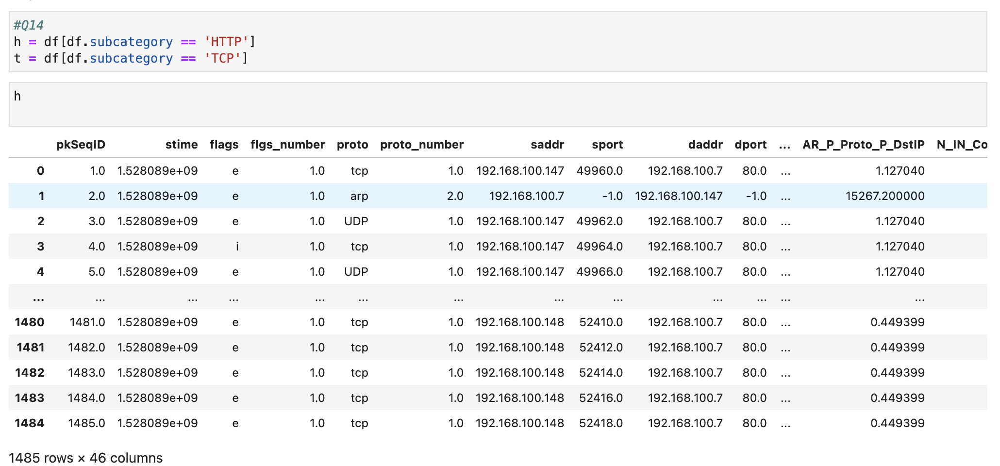 #Q14
h = df[df.subcategory == 'HTTP']
t = df[df.subcategory == 'TCP']
h
pkSeqID stime flags flgs_number proto proto_number saddr sport daddr dport ... AR_P_Proto_P_DstIP N_IN_Co
0 1.0 1.528089e+09 e 1.0 tcp 1.0 192.168.100.147 49960.0 192.168.100.7 80.0 ... 1.127040
1 2.0 1.528089e+09 e 1.0 arp 2.0 192.168.100.7 -1.0 192.168.100.147 -1.0 ... 15267.200000
2 3.0 1.528089e+09 e 1.0 UDP 1.0 192.168.100.147 49962.0 192.168.100.7 80.0 ... 1.127040
3 4.0 1.528089e+09 i 1.0 tcp 1.0 192.168.100.147 49964.0 192.168.100.7 80.0 ... 1.127040
4 5.0 1.528089e+09 e 1.0 UDP 1.0 192.168.100.147 49966.0 192.168.100.7 80.0 ... 1.127040
... ... ... ... ... ... ... ... ... ... ... ... ...
1480 1481.0 1.528089e+09 e 1.0 tcp 1.0 192.168.100.148 52410.0 192.168.100.7 80.0 ... 0.449399
1481 1482.0 1.528089e+09 e 1.0 tcp 1.0 192.168.100.148 52412.0 192.168.100.7 80.0 ... 0.449399
1482 1483.0 1.528089e+09 e 1.0 tcp 1.0 192.168.100.148 52414.0 192.168.100.7 80.0 ... 0.449399
1483 1484.0 1.528089e+09 e 1.0 tcp 1.0 192.168.100.148 52416.0 192.168.100.7 80.0 ... 0.449399
1484 1485.0 1.528089e+09 e 1.0 tcp 1.0 192.168.100.148 52418.0 192.168.100.7 80.0 ... 0.449399
1485 rows × 46 columns